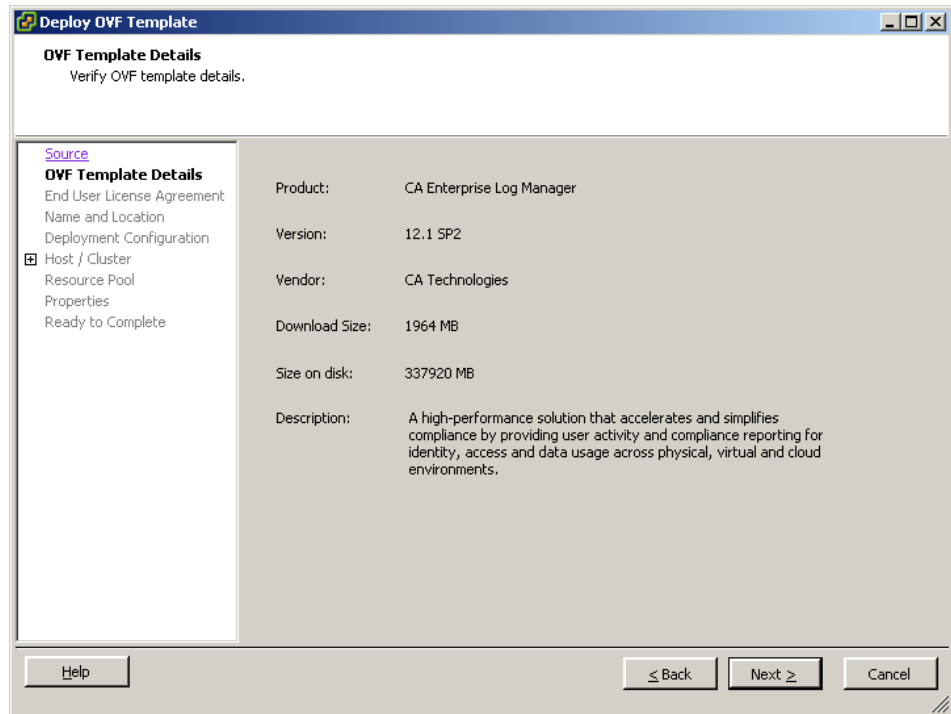 Deploy OVF Template
OVF Template Details
Verify OVF template details.
Source
OVF Template Details
End User License Agreement
Name and Location
Deployment Configuration
Host / Cluster
Resource Pool
Properties
Ready to Complete
Product: CA Enterprise Log Manager
Version: 12.1 SP2
Vendor: CA Technologies
Download Size: 1964 MB
Size on disk: 337920 MB
Description: A high-performance solution that accelerates and simplifies
compliance by providing user activity and compliance reporting for
identity, access and data usage across physical, virtual and cloud
environments.
Help
< Back
Next >
Cancel